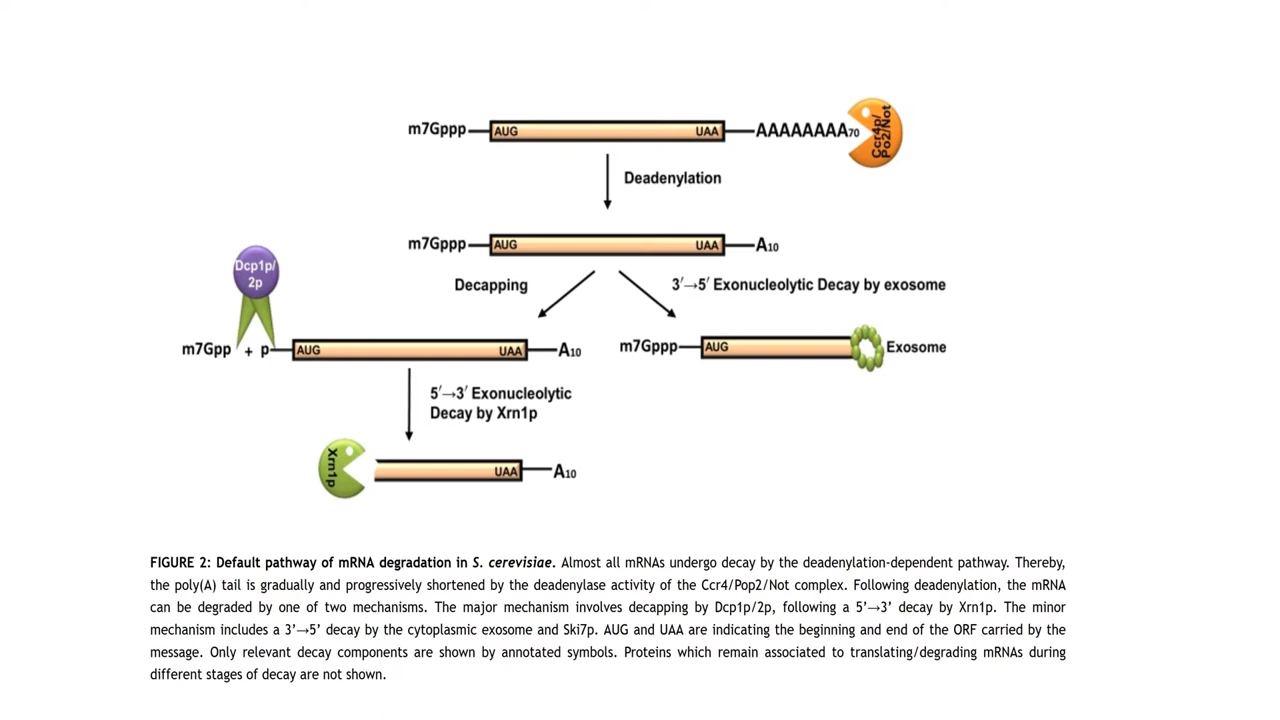 m7Gppp AUG UAA AAAAAAAA70 Ccr4p/
Po2/Not
Deadenylation
m7Gppp AUG UAA A10
Dcp1p/
2p
Decapping
3′→5′ Exonucleolytic Decay by exosome
m7Gpp + p AUG UAA A10
m7Gppp AUG Exosome
5′→3′ Exonucleolytic
Decay by Xrn1p
Xrn1p UAA A10
FIGURE 2: Default pathway of mRNA degradation in S. cerevisiae. Almost all mRNAs undergo decay by the deadenylation-dependent pathway. Thereby,
the poly(A) tail is gradually and progressively shortened by the deadenylase activity of the Ccr4/Pop2/Not complex. Following deadenylation, the mRNA
can be degraded by one of two mechanisms. The major mechanism involves decapping by Dcp1p/2p, following a 5’→3’ decay by Xrn1p. The minor
mechanism includes a 3’→5’ decay by the cytoplasmic exosome and Ski7p. AUG and UAA are indicating the beginning and end of the ORF carried by the
message. Only relevant decay components are shown by annotated symbols. Proteins which remain associated to translating/degrading mRNAs during
different stages of decay are not shown.